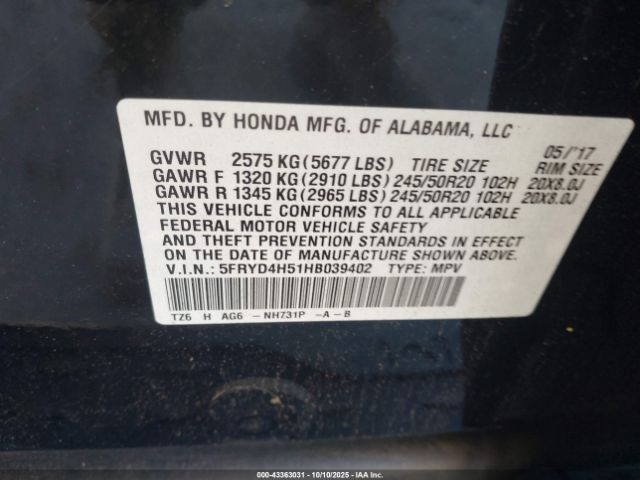 MFD. BY HONDA MFG. OF ALABAMA, LLC
05/'17
GVWR 2575 KG (5677 LBS) TIRE SIZE RIM SIZE
GAWR F 1320 KG (2910 LBS) 245/50R20 102H 20X8.0J
GAWR R 1345 KG (2965 LBS) 245/50R20 102H 20X8.0J
THIS VEHICLE CONFORMS TO ALL APPLICABLE
FEDERAL MOTOR VEHICLE SAFETY
AND THEFT PREVENTION STANDARDS IN EFFECT
ON THE DATE OF MANUFACTURE SHOWN ABOVE.
V.I.N.: 5FRYD4H51HB039402 TYPE: MPV
TZ6 H AG6 -NH731P -A-B
000-43363031 - 10/10/2025 - IAA Inc.